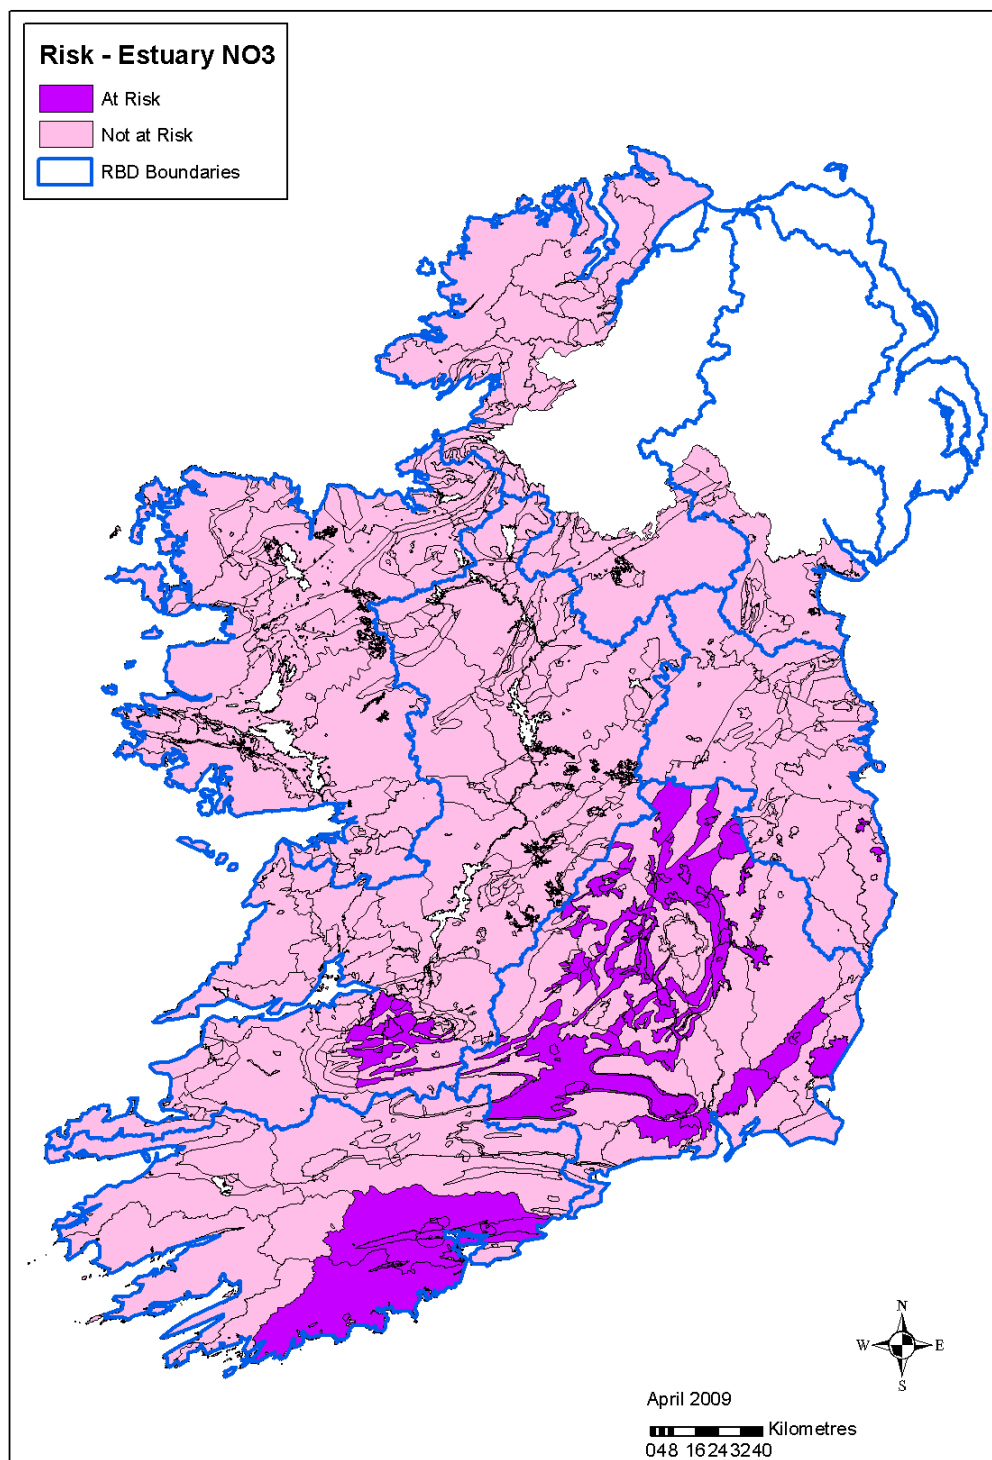 Risk - Estuary NO3
At Risk
Not at Risk
RBD Boundaries
N
W E
S
April 2009
Kilometres
048 16243240